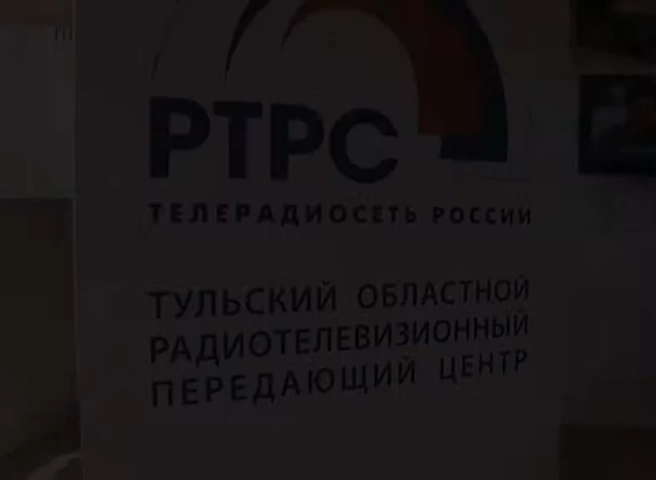 РТРС
ТЕЛЕРАДИОСЕТЬ РОССИИ
ТУЛЬСКИЙ ОБЛАСТНОЙ
РАДИОТЕЛЕВИЗИОННЫЙ
ПЕРЕДАЮЩИЙ ЦЕНТР